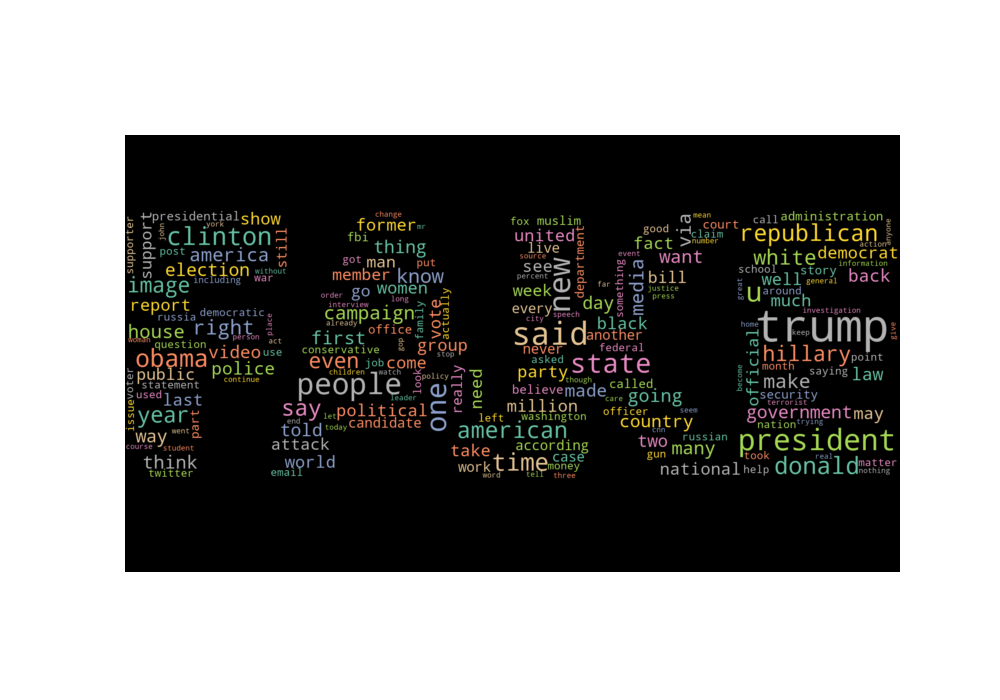 presidential york show
.supporter support john clinton still
post america without
election including war
image
report russia democratic place
house right person act
woman question
obama video use
public police
voter statement continue
issue used last
year part
way went
course student
think
twitter
change
former mr
fbi thing
got man put
member know
go women long
order interview family actually
campaign already vote
first office gop
conservative group
even job come stop
children watch look policy
people leader really need
say let political one
end today candidate
told
attack
world
email
fox muslim
united department
source live
see new
percent
week far
every day
city speech
said another
never
asked state
party though
believe made
million care
left washington
american according
take case
work time money
word tell three
mean
good . via court
fact claim number
event want
something media bill
justice press
black
federal
called going
officer seem
country
cnn two russian
gun many
national
call administration
republican action anyone
white democrat
school story information
great well general back
u around much
investigation
home trump give
keep
official hillary point
month saying
become make law
security
terrorist
government may
nation trying
president
took real
help donald matter
nothing